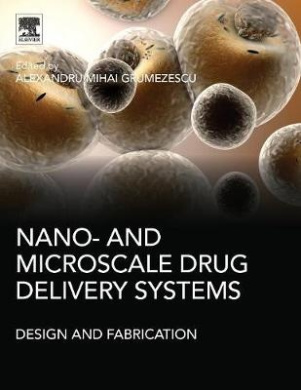 ELSEVIER
Edited by
ALEXANDRU MIHAI GRUMEZESCU
NANO- AND
MICROSCALE DRUG
DELIVERY SYSTEMS
DESIGN AND FABRICATION